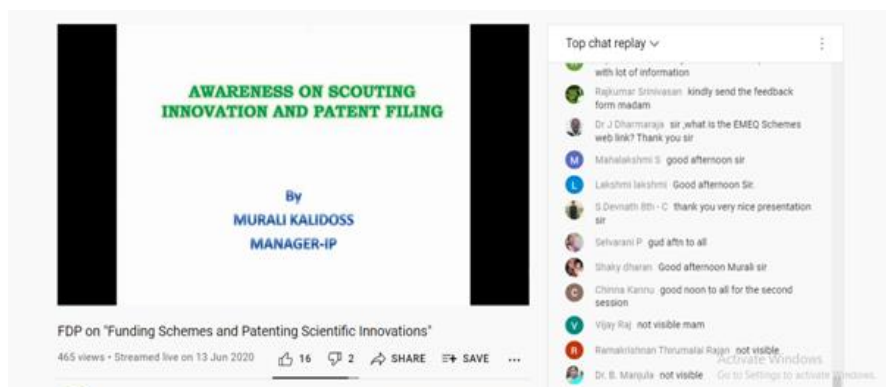 AWARENESS ON SCOUTING
INNOVATION AND PATENT FILING
By
MURALI KALIDOSS
MANAGER-IP
FDP on "Funding Schemes and Patenting Scientific Innovations"
465 views • Streamed live on 13 Jun 2020
16
2
SHARE
SAVE
Top chat replay
with lot of information
Rajkumar Srinivasan kindly send the feedback
form madam
Dr J Dharmaraja sir ,what is the EMEQ Schemes
web link? Thank you sir
M
Mahalakshmi S good afternoon sir
L
Lakshmi lakshmi Good afternoon Sir.
S.Devnath 8th - C thank you very nice presentation
sir
Selvarani P gud aftn to all
Shaky dharan Good afternoon Murali sir
C
Chinna Kannu good noon to all for the second
session
V
Vijay Raj not visible mam
R
Ramakrishnan Thirumalai Rajan not visible
Dr. B. Manjula not visible
Activate Windows
Go to Settings to activate Windows.